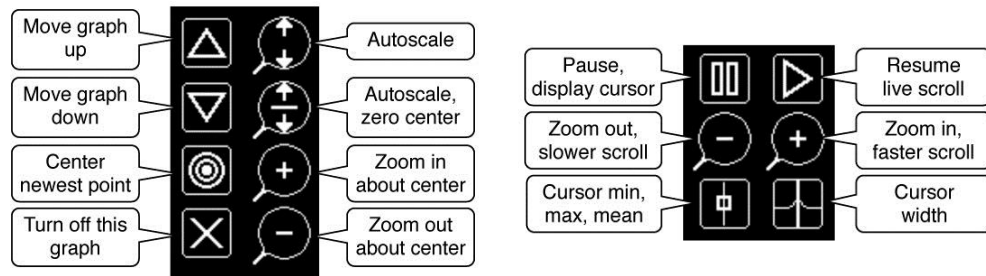 Move graph
up
Autoscale
Move graph
down
Autoscale,
zero center
Center
newest point
Zoom in
about center
Turn off this
graph
Zoom out
about center
Pause,
display cursor
Resume
live scroll
Zoom out,
slower scroll
Zoom in,
faster scroll
Cursor min,
max, mean
Cursor
width